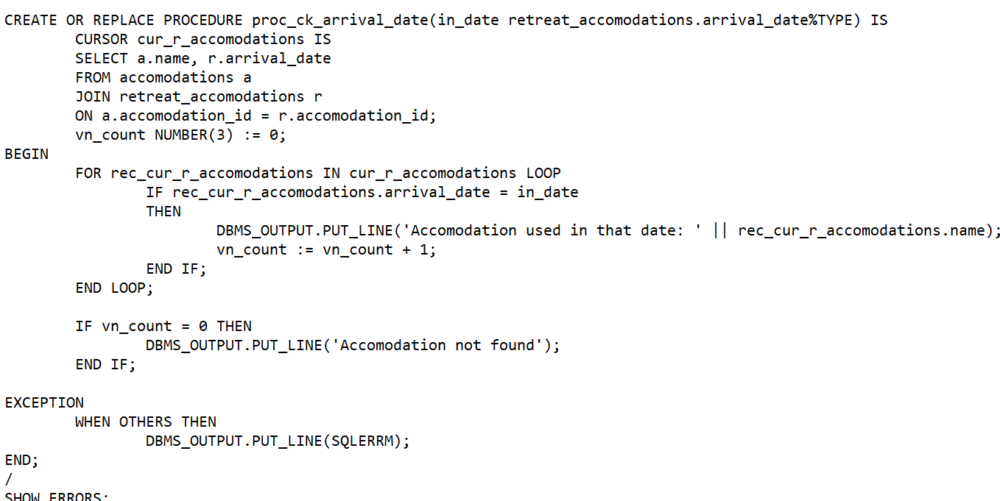 CREATE OR REPLACE PROCEDURE proc_ck_arrival_date(in_date retreat_accomodations.arrival_date%TYPE) IS
        CURSOR cur_r_accomodations IS
        SELECT a.name, r.arrival_date
        FROM accomodations a
        JOIN retreat_accomodations r
        ON a.accomodation_id = r.accomodation_id;
        vn_count NUMBER(3) := 0;
BEGIN
        FOR rec_cur_r_accomodations IN cur_r_accomodations LOOP
                IF rec_cur_r_accomodations.arrival_date = in_date
                THEN
                        DBMS_OUTPUT.PUT_LINE('Accomodation used in that date: ' || rec_cur_r_accomodations.name);
                        vn_count := vn_count + 1;
                END IF;
        END LOOP;

        IF vn_count = 0 THEN
                DBMS_OUTPUT.PUT_LINE('Accomodation not found');
        END IF;

EXCEPTION
        WHEN OTHERS THEN
                DBMS_OUTPUT.PUT_LINE(SQLERRM);
END;
/
SHOW ERRORS;